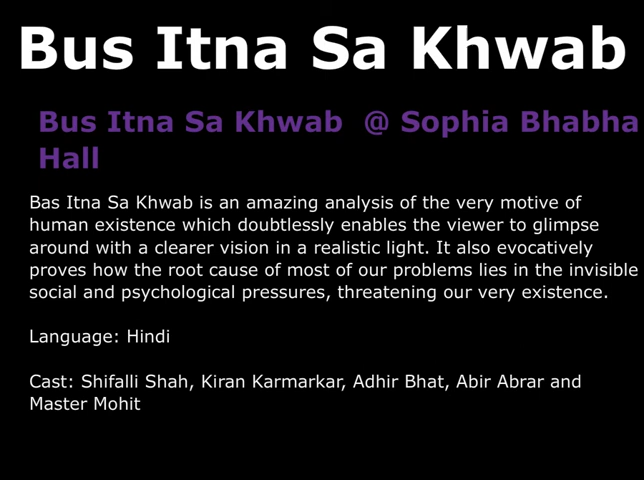 Bus Itna Sa Khwab
Bus Itna Sa Khwab @ Sophia Bhabha
Hall
Bas Itna Sa Khwab is an amazing analysis of the very motive of
human existence which doubtlessly enables the viewer to glimpse
around with a clearer vision in a realistic light. It also evocatively
proves how the root cause of most of our problems lies in the invisible
social and psychological pressures, threatening our very existence.
Language: Hindi
Cast: Shifalli Shah, Kiran Karmarkar, Adhir Bhat, Abir Abrar and
Master Mohit